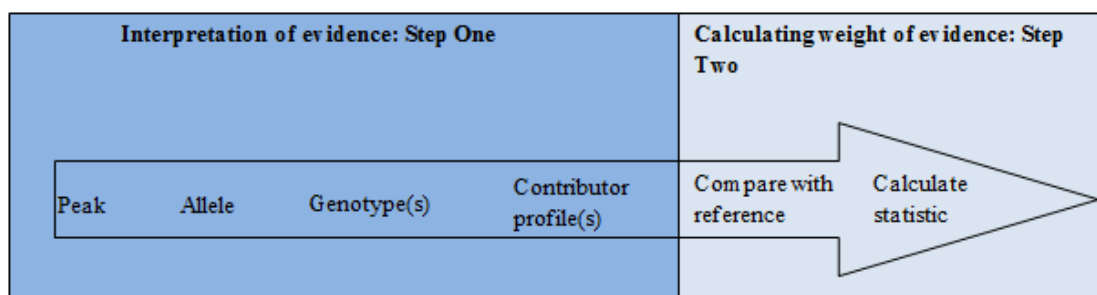 Interpretation of evidence: Step One
Calculating weight of evidence: Step
Two
Peak
Allele
Genotype(s)
Contributor
profile(s)
Compare with
reference
Calculate
statistic